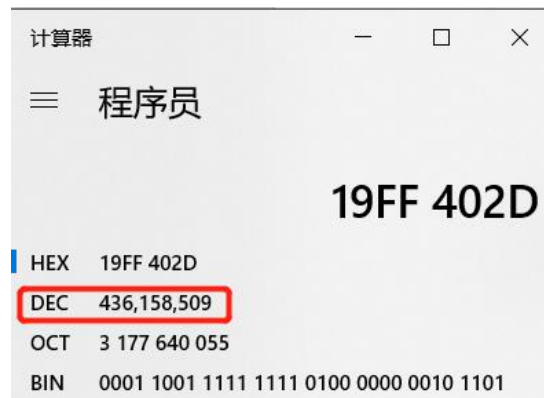 计算器
程序员
19FF 402D
HEX 19FF 402D
DEC 436,158,509
OCT 3 177 640 055
BIN 0001 1001 1111 1111 0100 0000 0010 1101